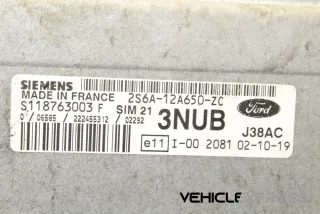 SIEMENS
MADE IN FRANCE 2S6A-12A650-ZC
S118763003 F SIM 21 3NUB Ford
J38AC
0 / 06585 / 222455312 / 02292
e11 I-00 2081 02-10-19
VEHICLE